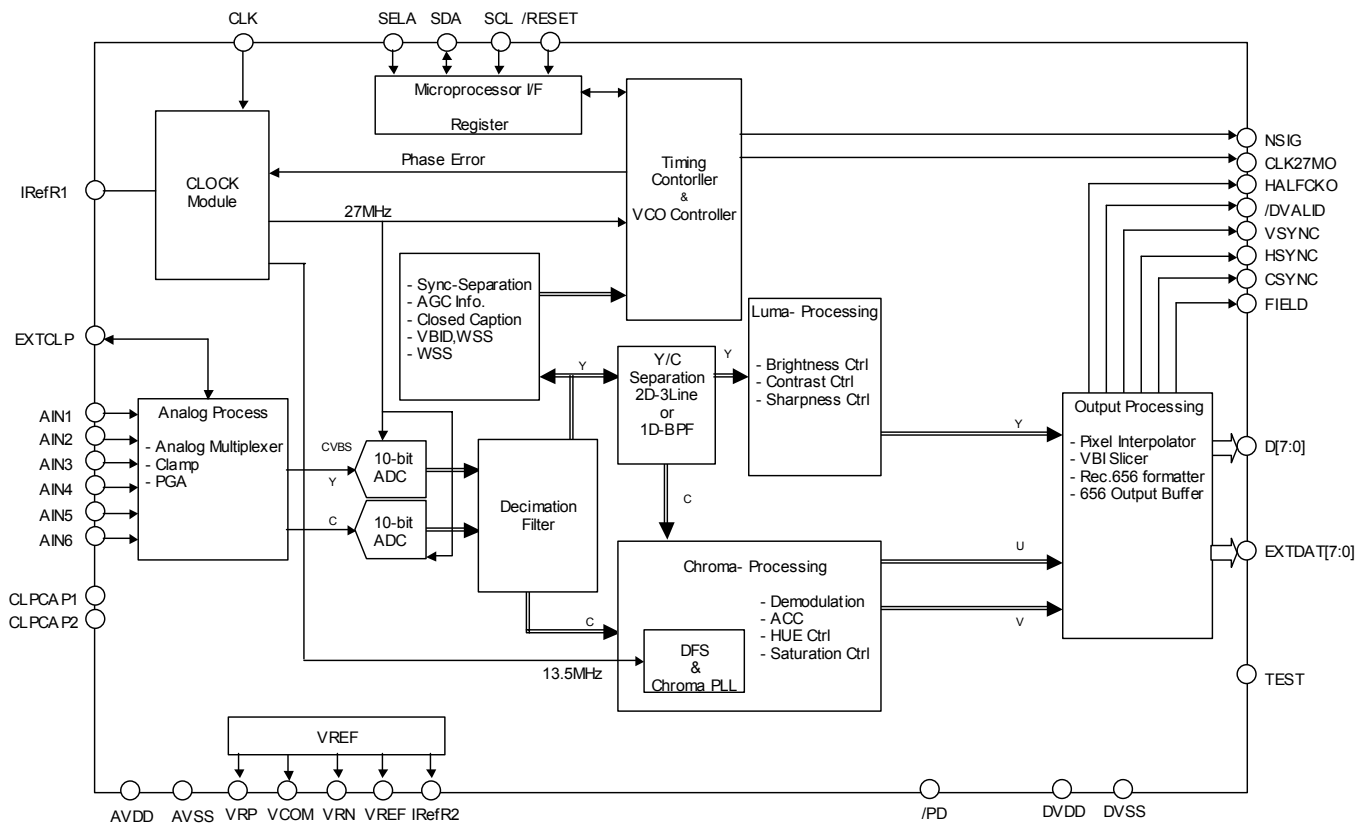 CLK
SELA
SDA
SCL
/RESET
Microprocessor I/F
Register
CLOCK
Module
IRefR1
Phase Error
27MHz
Timing
Contorller
&
VCO Controller
NSIG
CLK27MO
HALFCKO
/DVALID
VSYNC
HSYNC
CSYNC
FIELD
- Sync-Separation
- AGC Info.
- Closed Caption
- VBID,WSS
- WSS
EXTCLP
AIN1
AIN2
AIN3
AIN4
AIN5
AIN6
Analog Process
- Analog Multiplexer
- Clamp
- PGA
CVBS
Y
C
10-bit
ADC
10-bit
ADC
Decimation
Filter
Y
Y/C
Separation
2D-3Line
or
1D-BPF
Y
C
Luma- Processing
- Brightness Ctrl
- Contrast Ctrl
- Sharpness Ctrl
Y
Output Processing
- Pixel Interpolator
- VBI Slicer
- Rec.656 formatter
- 656 Output Buffer
D[7:0]
EXTDAT[7:0]
CLPCAP1
CLPCAP2
C
Chroma- Processing
- Demodulation
- ACC
- HUE Ctrl
- Saturation Ctrl
DFS
&
Chroma PLL
13.5MHz
U
V
TEST
VREF
AVDD
AVSS
VRP
VCOM
VRN
VREF
IRefR2
/PD
DVDD
DVSS